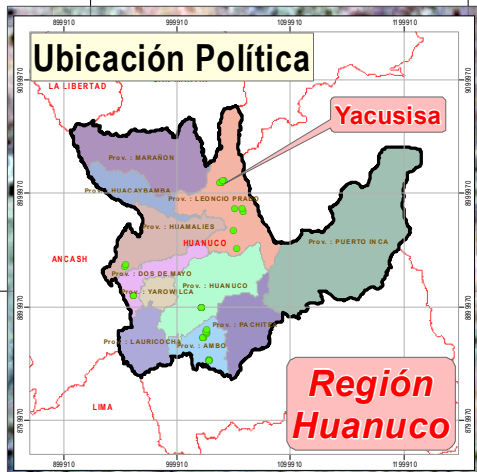 899910
999910
1099910
1199910
Ubicación Política
9099970
9099970
LA LIBERTAD
Yacusisa
Prov. : MARAÑON
Prov. : HUACAYBAMBA
Prov. : LEONCIO PRADO
8999970
8999970
Prov. : HUAMALIES
HUANUCO
Prov. : PUERTO INCA
ANCASH
Prov. : DOS DE MAYO
Prov. : HUANUCO
Prov. : YAROWILCA
8899970
8899970
Prov. : PACHITEA
Prov. : LAURICOCHA
Prov. : AMBO
LIMA
Región
Huanuco
8799970
8799970
899910
999910
1099910
1199910